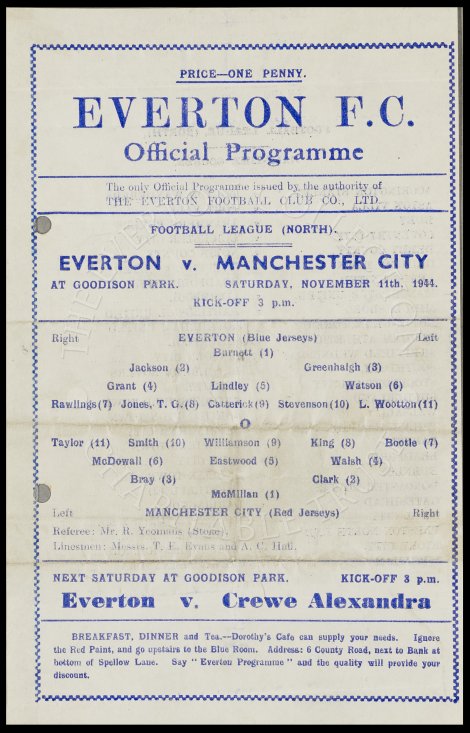 PRICE—ONE PENNY.
EVERTON F.C.
Official Programme
The only Official Programme issued by the authority of
THE EVERTON FOOTBALL CLUB CO., LTD.
FOOTBALL LEAGUE (NORTH).
EVERTON v. MANCHESTER CITY
AT GOODISON PARK. SATURDAY, NOVEMBER 11th, 1944.
KICK-OFF 3 p.m.
Right EVERTON (Blue Jerseys) Left
Burnett (1)
Jackson (2) Greenhalgh (3)
Grant (4) Lindley (5) Watson (6)
Rawlings(7) Jones, T. G.(8) Catterick(9) Stevenson(10) L. Wootton(11)
O
Taylor (11) Smith (10) Williamson (9) King (8) Bootle (7)
McDowall (6) Eastwood (5) Walsh (4)
Bray (3) Clark (2)
McMillan (1)
Left MANCHESTER CITY (Red Jerseys) Right
Referee: Mr. R. Yeomans (Stoke).
Linesmen: Messrs. T. E. Evans and A. C. Hall.
NEXT SATURDAY AT GOODISON PARK. KICK-OFF 3 p.m.
Everton v. Crewe Alexandra
BREAKFAST, DINNER and Tea.—Dorothy's Cafe can supply your needs. Ignore
the Red Paint, and go upstairs to the Blue Room. Address: 6 County Road, next to Bank at
bottom of Spellow Lane. Say "Everton Programme" and the quality will provide your
discount.